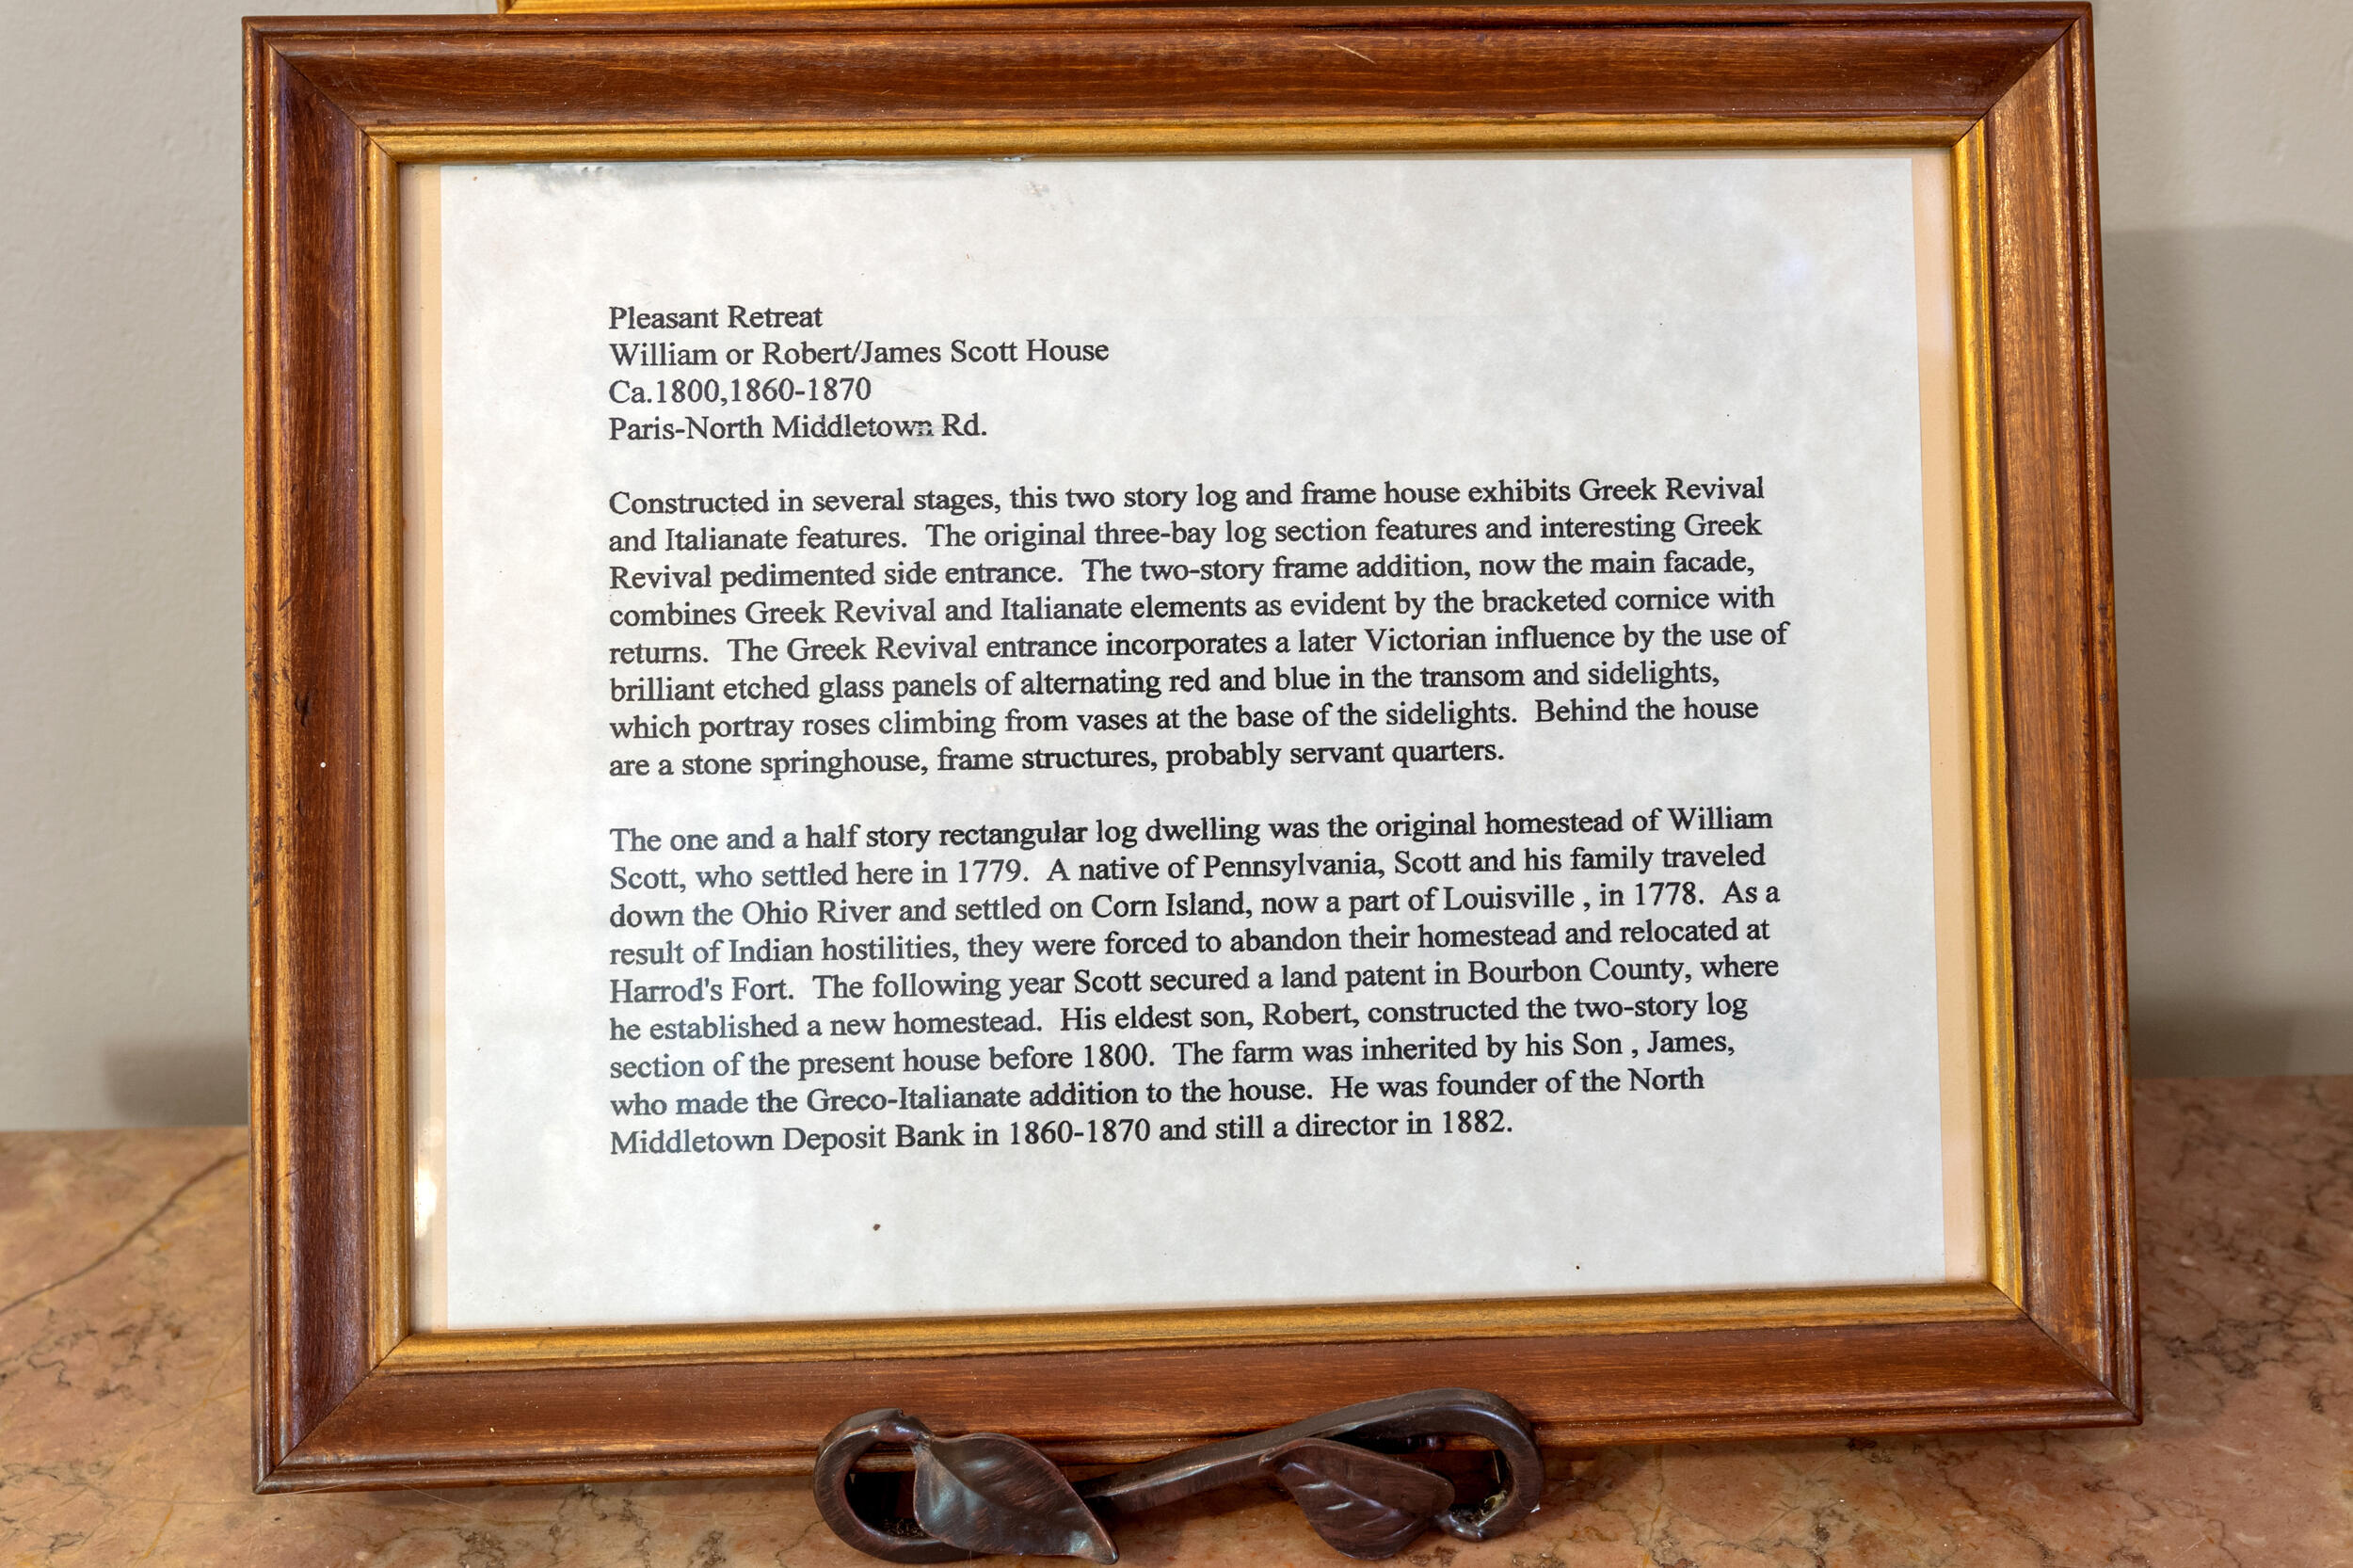 Pleasant Retreat
William or Robert/James Scott House
Ca.1800,1860-1870
Paris-North Middletown Rd.
Constructed in several stages, this two story log and frame house exhibits Greek Revival
and Italianate features. The original three-bay log section features and interesting Greek
Revival pedimented side entrance. The two-story frame addition, now the main facade,
combines Greek Revival and Italianate elements as evident by the bracketed cornice with
returns. The Greek Revival entrance incorporates a later Victorian influence by the use of
brilliant etched glass panels of alternating red and blue in the transom and sidelights,
which portray roses climbing from vases at the base of the sidelights. Behind the house
are a stone springhouse, frame structures, probably servant quarters.
The one and a half story rectangular log dwelling was the original homestead of William
Scott, who settled here in 1779. A native of Pennsylvania, Scott and his family traveled
down the Ohio River and settled on Corn Island, now a part of Louisville , in 1778. As a
result of Indian hostilities, they were forced to abandon their homestead and relocated at
Harrod's Fort. The following year Scott secured a land patent in Bourbon County, where
he established a new homestead. His eldest son, Robert, constructed the two-story log
section of the present house before 1800. The farm was inherited by his Son , James,
who made the Greco-Italianate addition to the house. He was founder of the North
Middletown Deposit Bank in 1860-1870 and still a director in 1882.